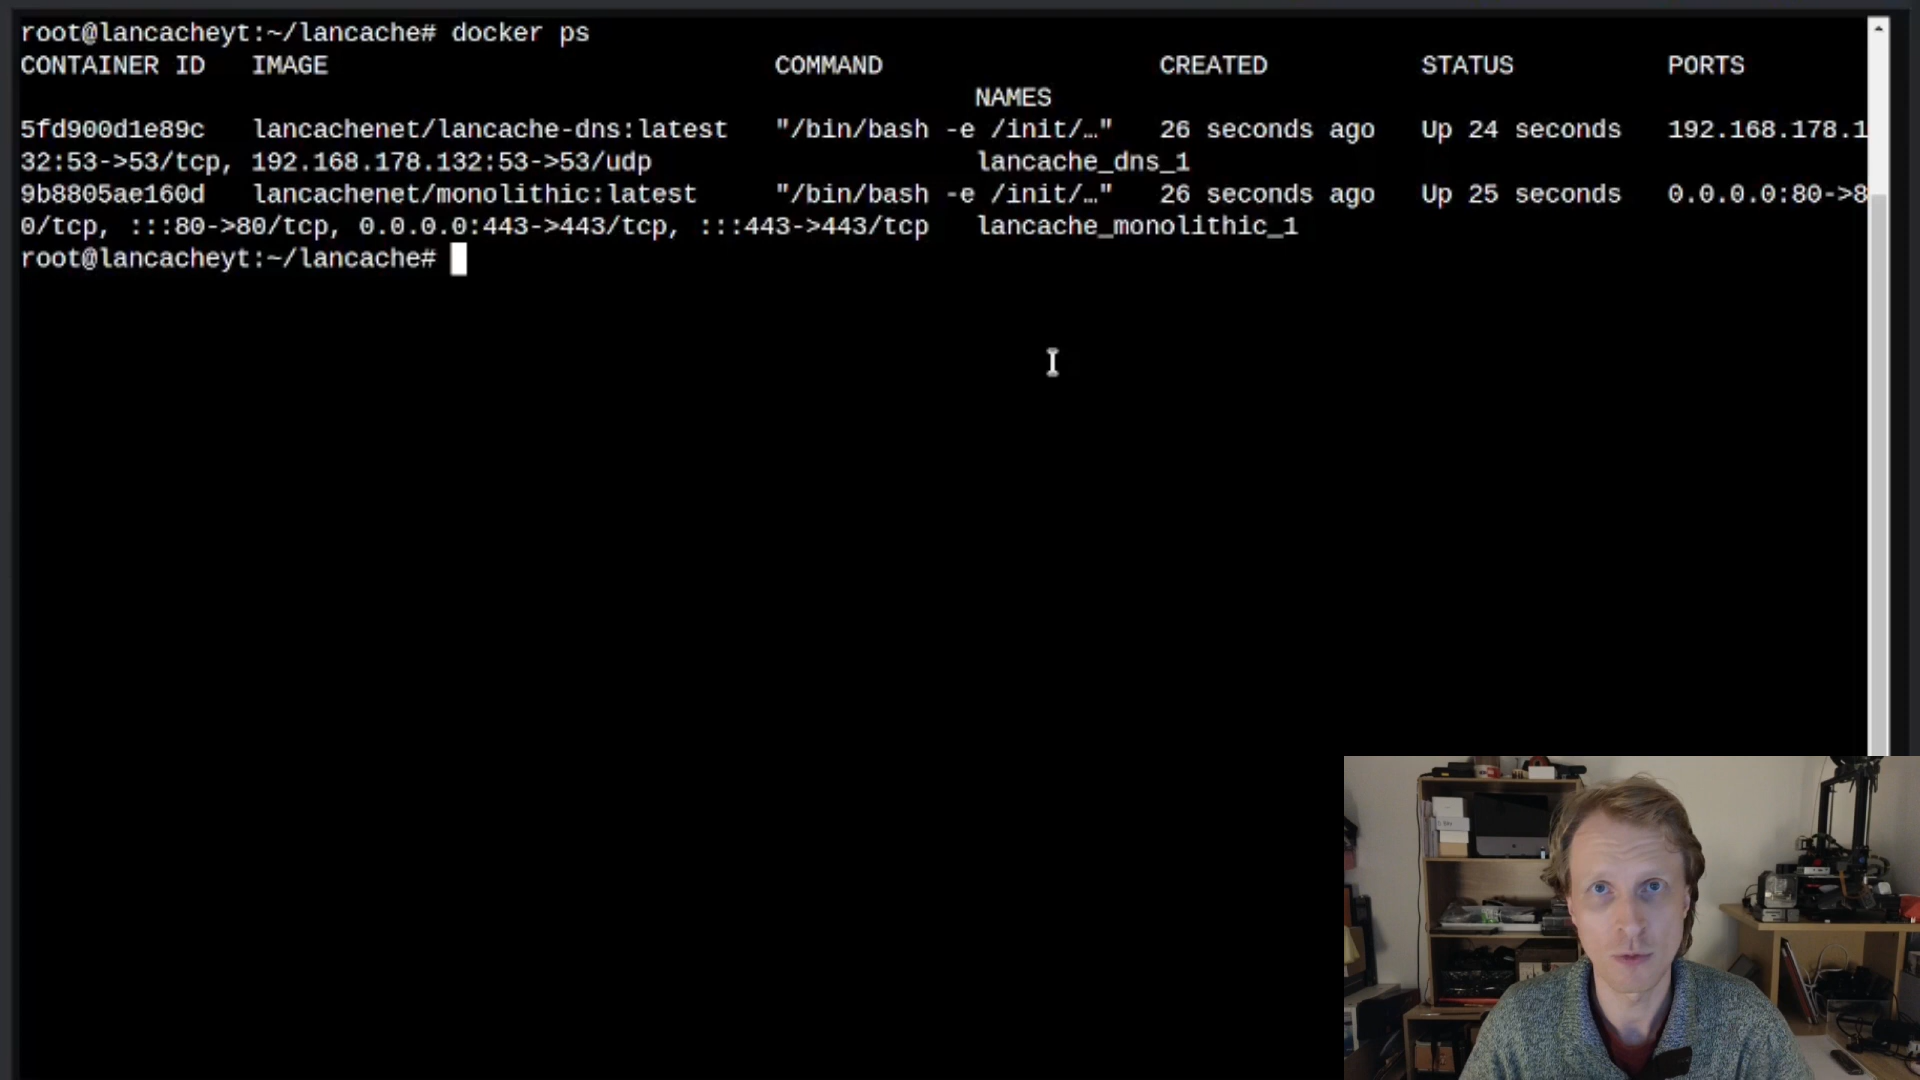 root@lancacheyt:~/lancache# docker ps
CONTAINER ID   IMAGE                             COMMAND                  CREATED          STATUS          PORTS
                                                              NAMES
5fd900d1e89c   lancachenet/lancache-dns:latest   "/bin/bash -e /init/…"   26 seconds ago   Up 24 seconds   192.168.178.1
32:53->53/tcp, 192.168.178.132:53->53/udp                     lancache_dns_1
9b8805ae160d   lancachenet/monolithic:latest     "/bin/bash -e /init/…"   26 seconds ago   Up 25 seconds   0.0.0.0:80->8
0/tcp, :::80->80/tcp, 0.0.0.0:443->443/tcp, :::443->443/tcp   lancache_monolithic_1
root@lancacheyt:~/lancache#